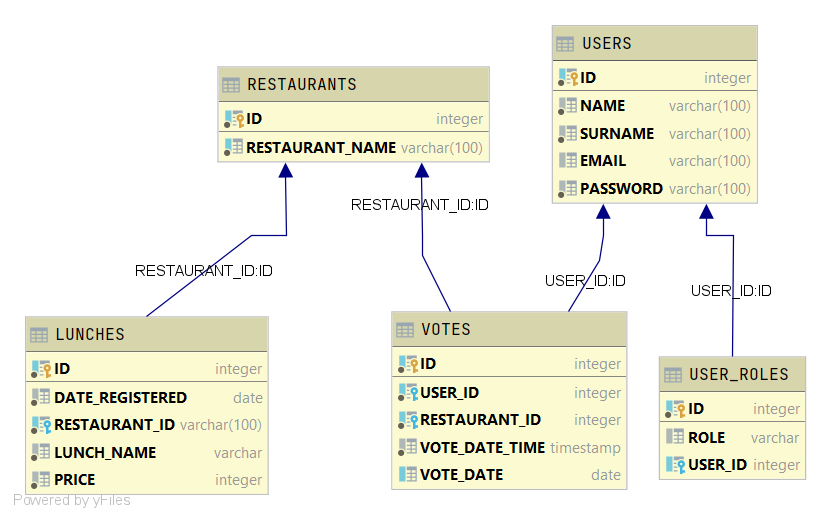 USERS
ID integer
NAME varchar(100)
SURNAME varchar(100)
EMAIL varchar(100)
PASSWORD varchar(100)
RESTAURANTS
ID integer
RESTAURANT_NAME varchar(100)
RESTAURANT_ID:ID
RESTAURANT_ID:ID
USER_ID:ID
USER_ID:ID
LUNCHES
ID integer
DATE_REGISTERED date
RESTAURANT_ID varchar(100)
LUNCH_NAME varchar
PRICE integer
VOTES
ID integer
USER_ID integer
RESTAURANT_ID integer
VOTE_DATE_TIME timestamp
VOTE_DATE date
USER_ROLES
ID integer
ROLE varchar
USER_ID integer
Powered by yFiles